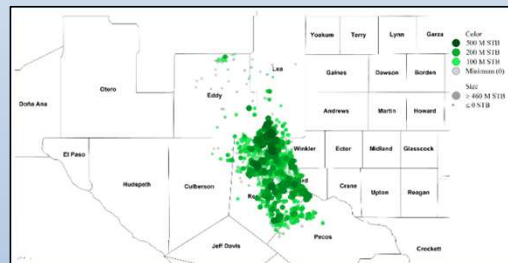 Yoakum Terry Lynn Garza
Lea
Gaines Dawson Borden
Eddy
Otero
Doña Ana
Andrews Martin Howard
El Paso
Winkler Ector Midland Glasscock
Hudspeth Culberson
Crane Upton Reagan
Jeff Davis Pecos Crockett
Color
500 M STB
200 M STB
100 M STB
Minimum (0)
Size
> 460 M STB
≤ 0 STB